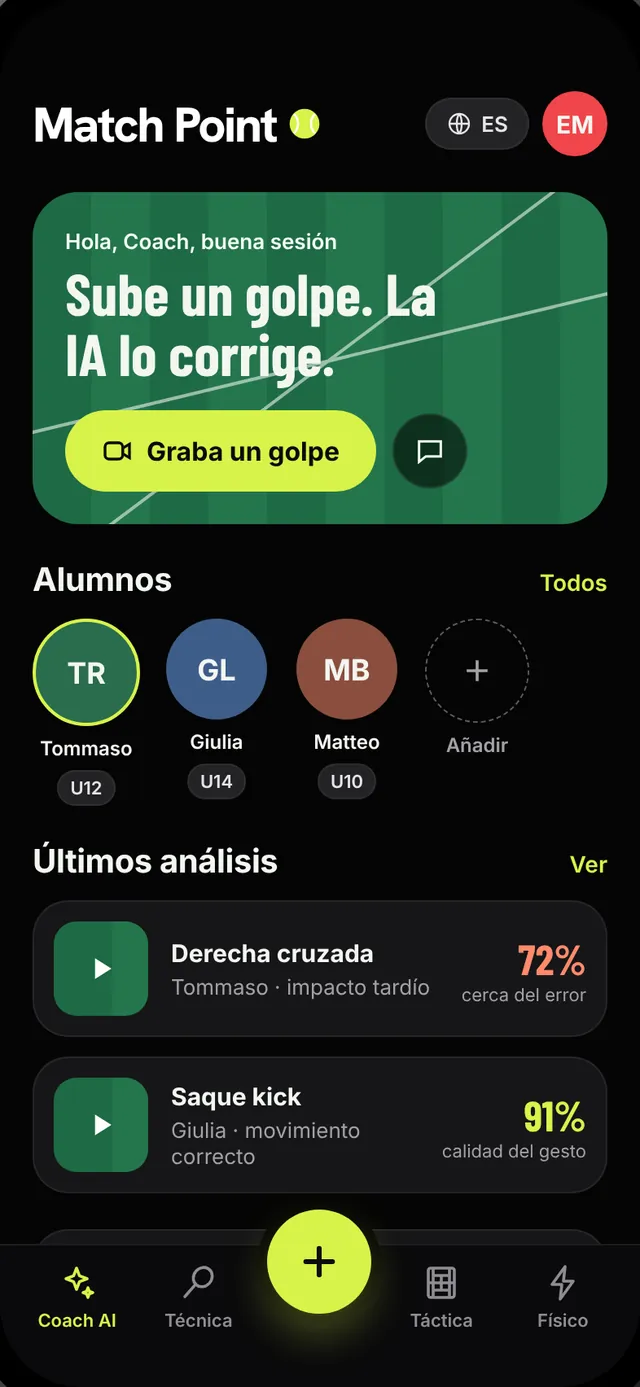 Match Point
ES
EM
Hola, Coach, buena sesión
Sube un golpe. La
IA lo corrige.
Graba un golpe
Alumnos
Todos
TR
GL
MB
Tommaso
Giulia
Matteo
Añadir
U12
U14
U10
Últimos análisis
Ver
Derecha cruzada
Tommaso · impacto tardío
72%
cerca del error
Saque kick
Giulia · movimiento
correcto
91%
calidad del gesto
Coach AI
Técnica
Táctica
Físico